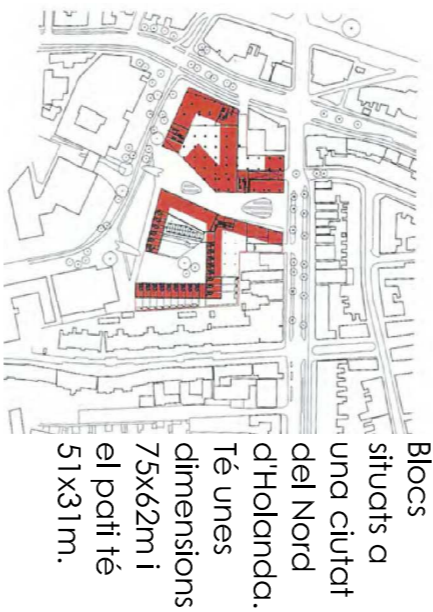 Blocs
situats a
una ciutat
del Nord
d'Holanda.
Té unes
dimensions
75x62m i
el pati té
51x31m.